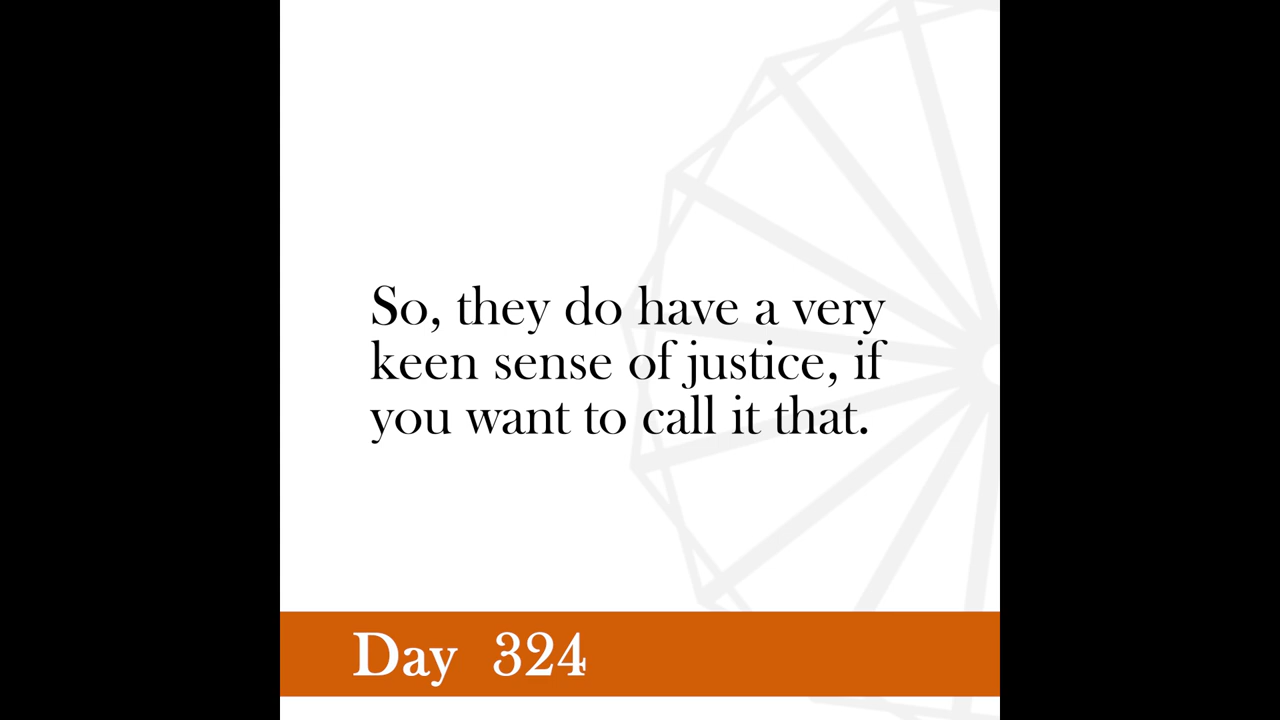 So, they do have a very
keen sense of justice, if
you want to call it that.
Day 324